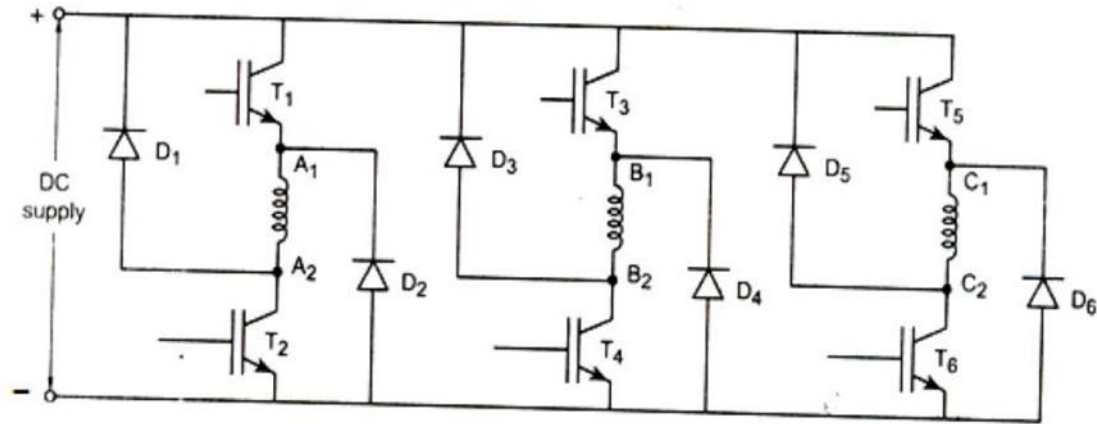 +
T1
T3
T5
D1
A1
D3
B1
D5
C1
DC
supply
A2
D2
B2
D4
C2
D6
T2
T4
T6
-